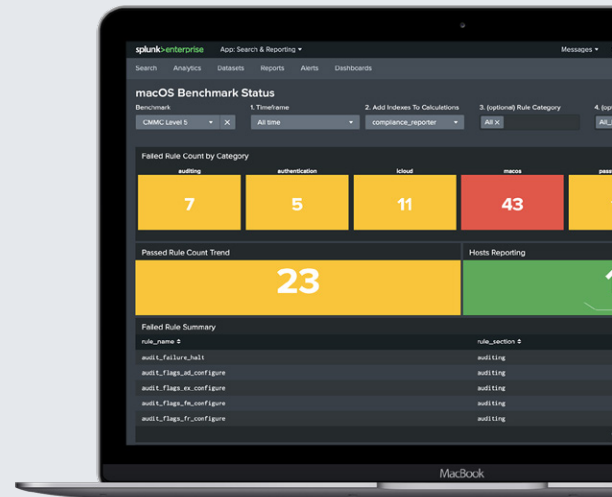 splunk>enterprise App: Search & Reporting ▾ Messages ▾
Search Analytics Datasets Reports Alerts Dashboards
macOS Benchmark Status
Benchmark 1. Timeframe 2. Add Indexes To Calculations 3. (optional) Rule Category
CMMC Level 5 All time compliance_reporter All ×
Failed Rule Count by Category
auditing authentication icloud macos
7 5 11 43
Passed Rule Count Trend Hosts Reporting
23
Failed Rule Summary
rule_name rule_section
audit_failure_halt auditing
audit_flags_ad_configure auditing
audit_flags_ex_configure auditing
audit_flags_fm_configure auditing
audit_flags_fr_configure auditing
MacBook